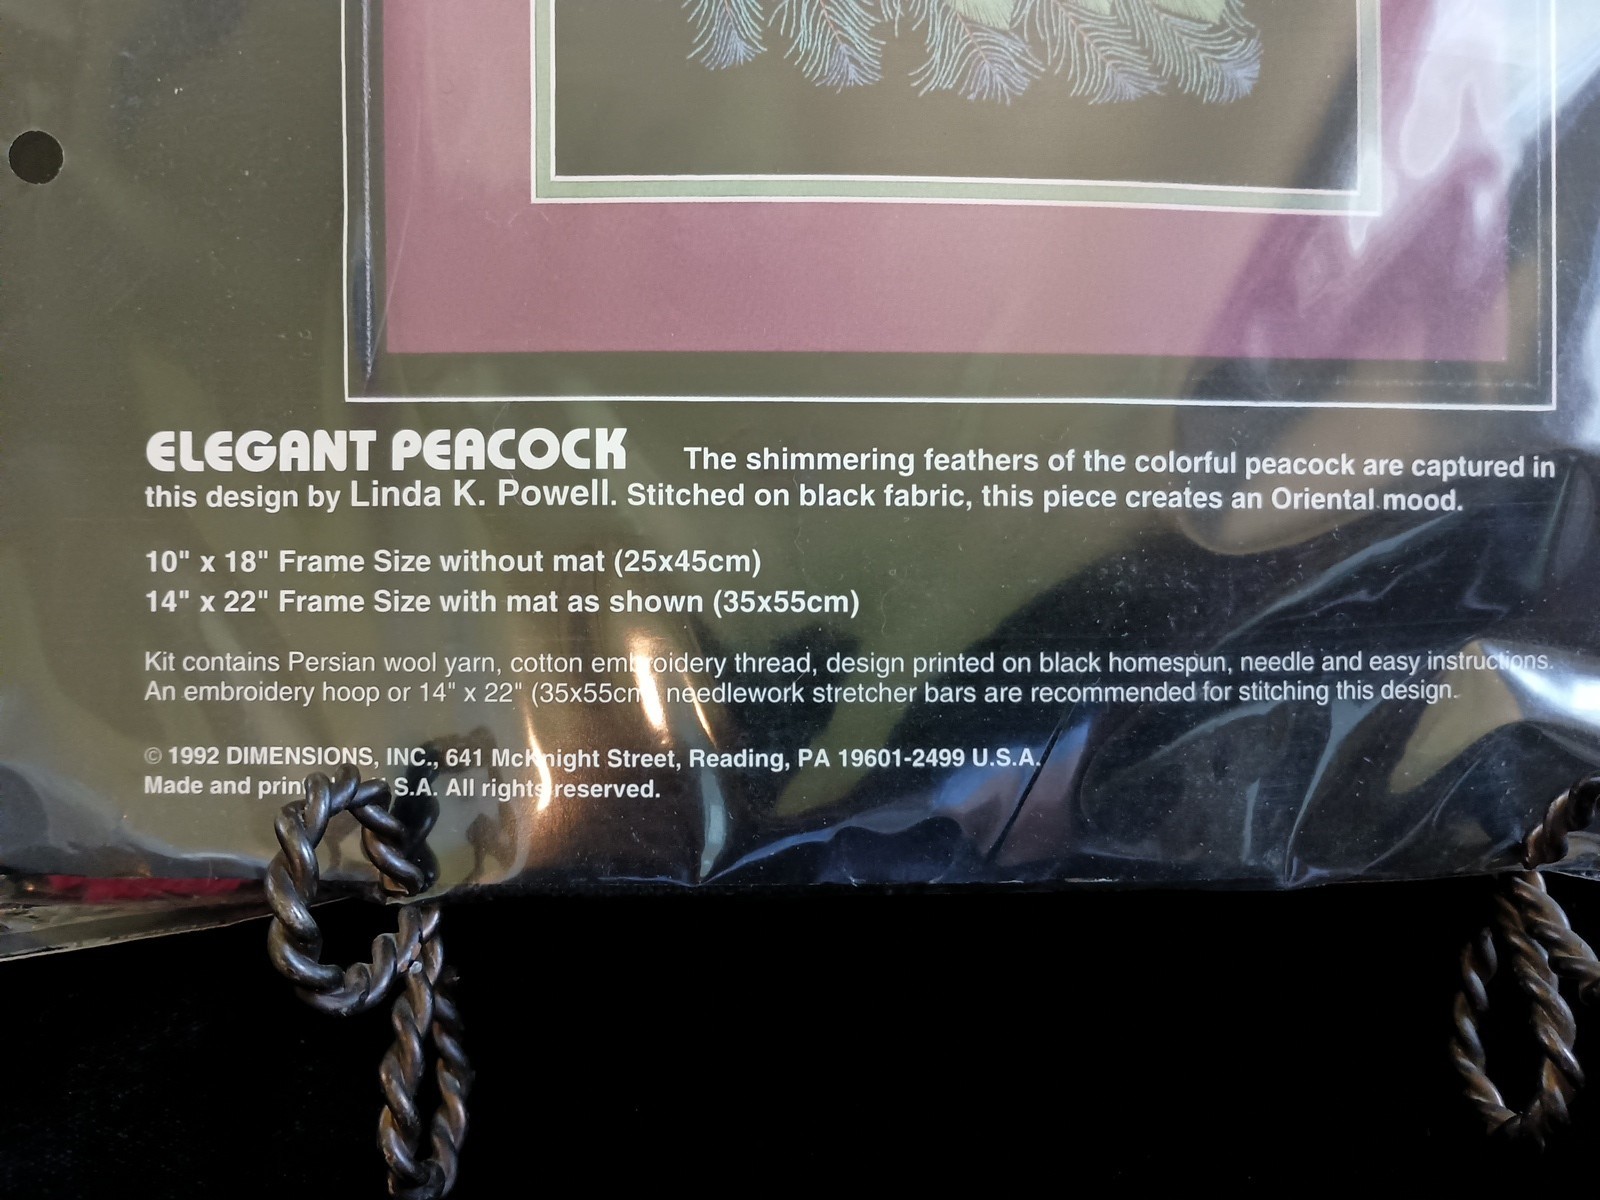 ELEGANT PEACOCK The shimmering feathers of the colorful peacock are captured in
this design by Linda K. Powell. Stitched on black fabric, this piece creates an Oriental mood.
10" x 18" Frame Size without mat (25x45cm)
14" x 22" Frame Size with mat as shown (35x55cm)
Kit contains Persian wool yarn, cotton embroidery thread, design printed on black homespun, needle and easy instructions.
An embroidery hoop or 14" x 22" (35x55cm) needlework stretcher bars are recommended for stitching this design.
© 1992 DIMENSIONS, INC., 641 McKnight Street, Reading, PA 19601-2499 U.S.A.
Made and S.A. All rights reserved.